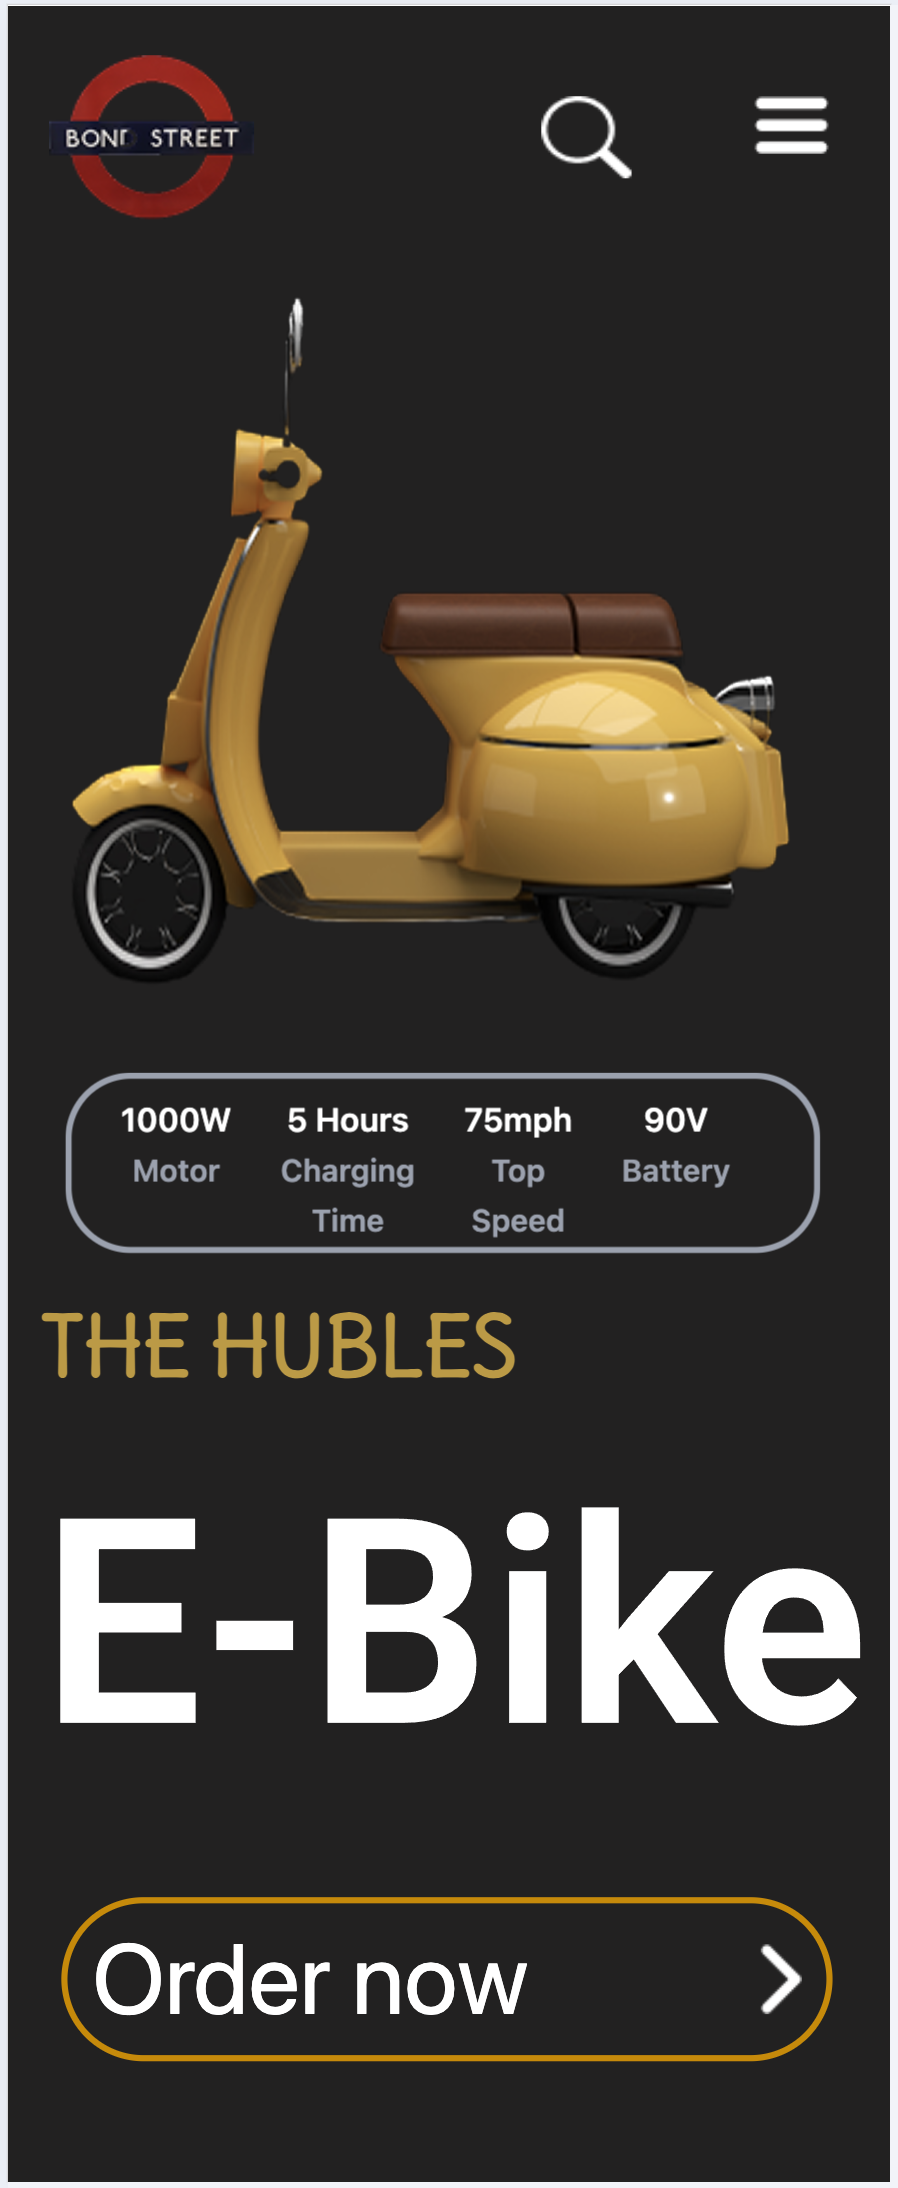 BOND STREET
1000W 5 Hours 75mph 90V
Motor Charging Top Battery
Time Speed
THE HUBLES
E-Bike
Order now